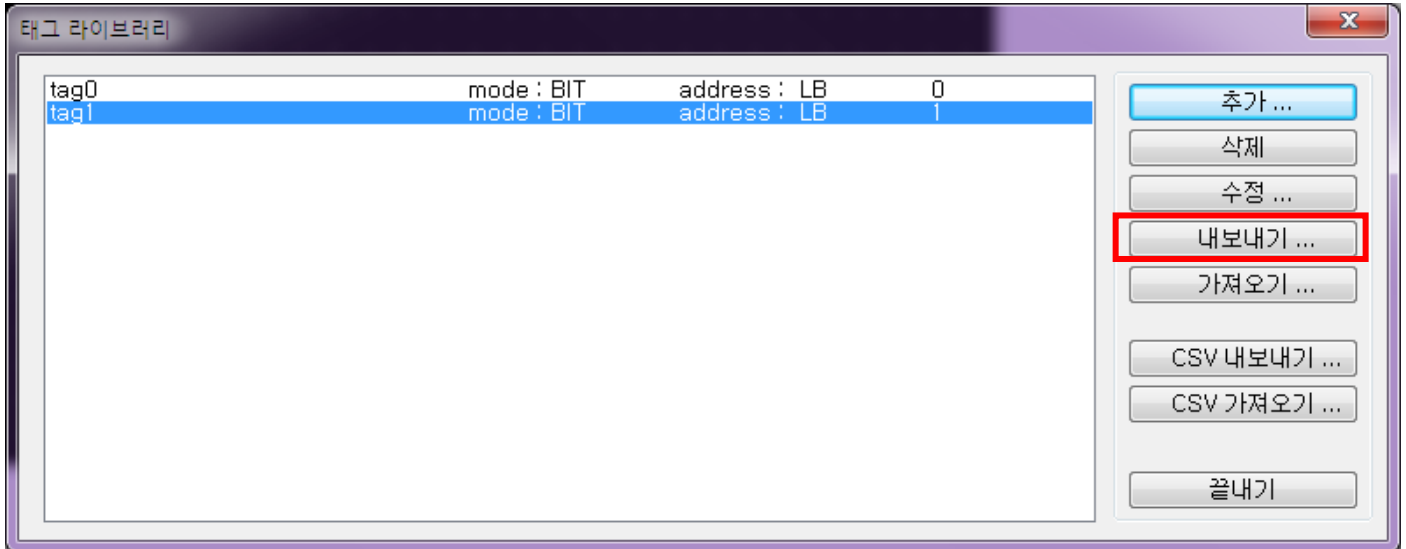 태그 라이브러리
tag0 mode : BIT address : LB 0
tag1 mode : BIT address : LB 1
추가 ...
삭제
수정 ...
내보내기 ...
가져오기 ...
CSV 내보내기 ...
CSV 가져오기 ...
끝내기